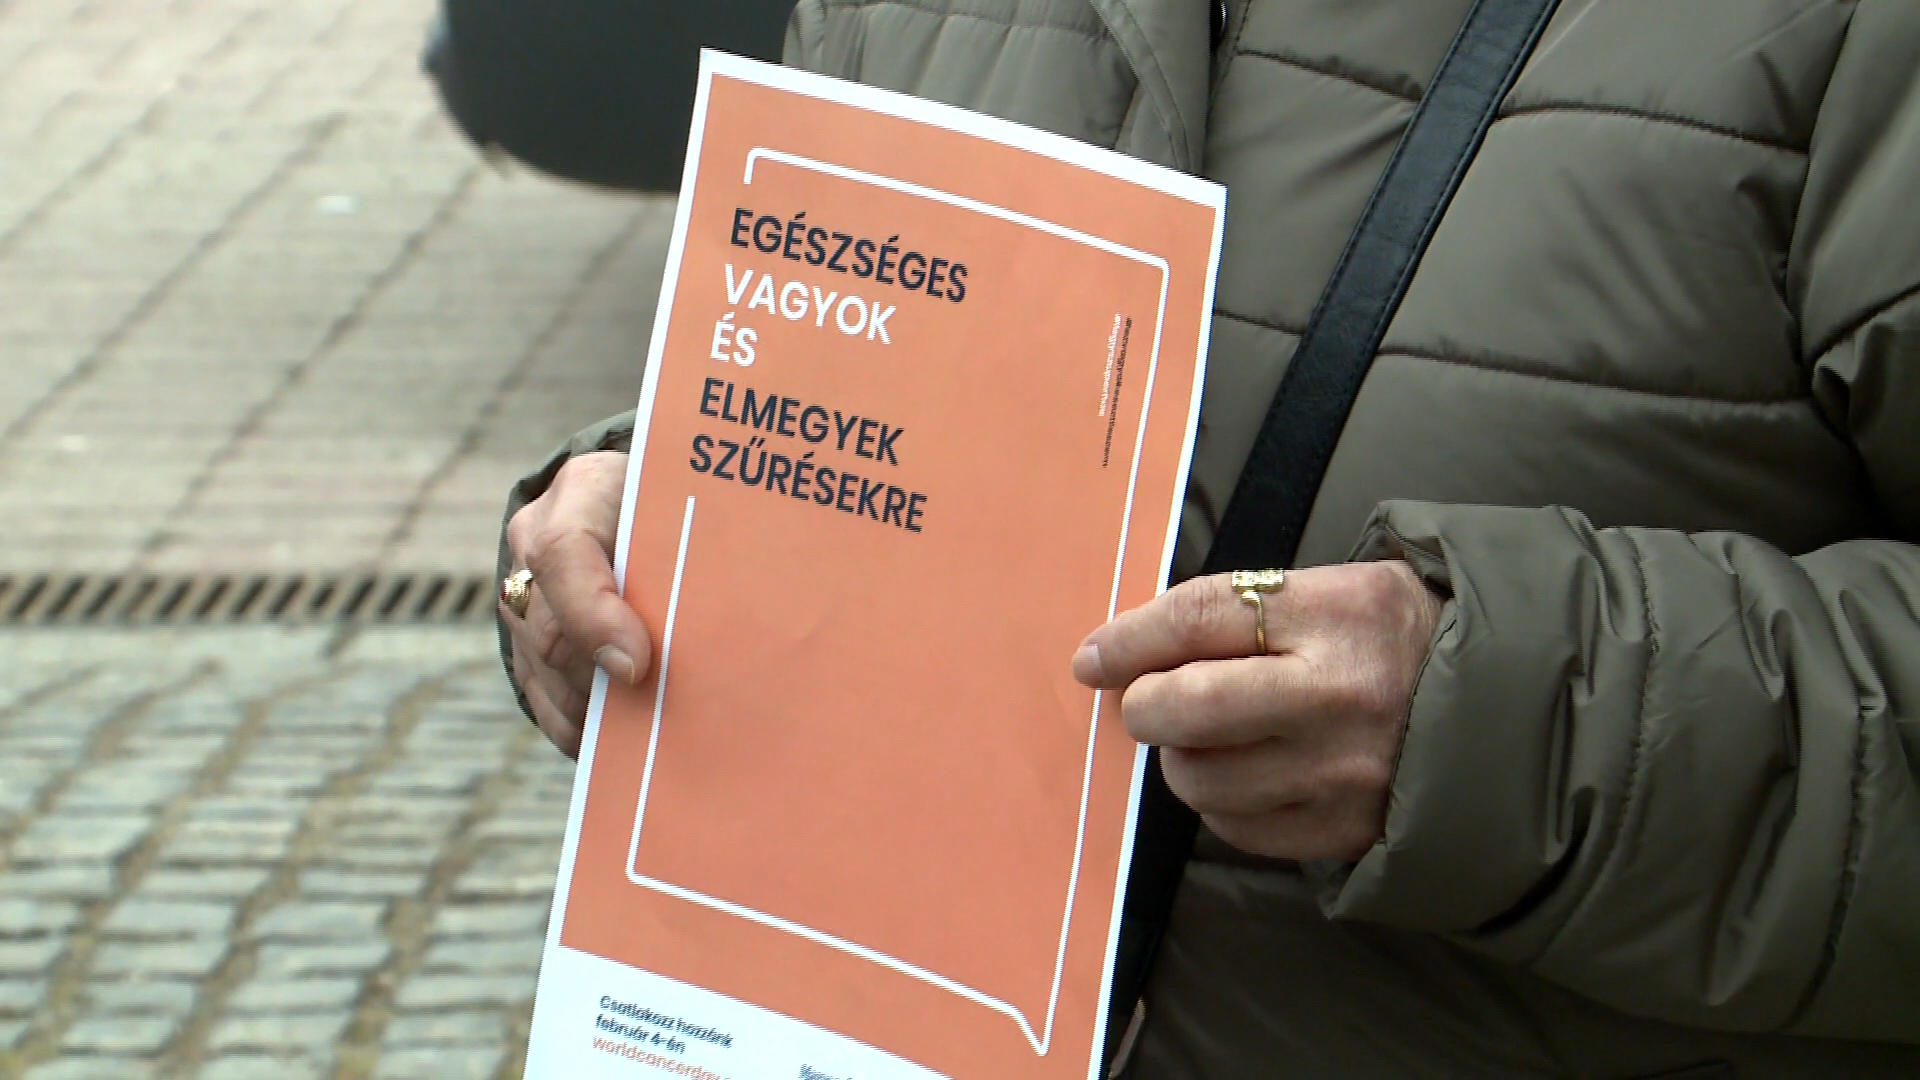 EGÉSZSÉGES
VAGYOK
ÉS
ELMEGYEK
SZŰRÉSEKRE
Csatlakozz hozzánk
február 4-én